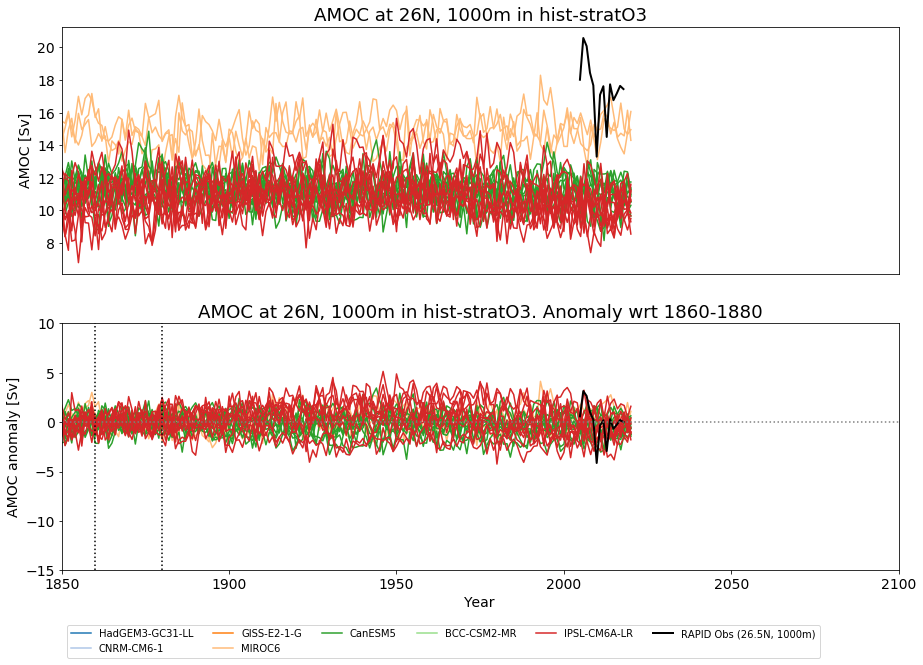 AMOC at 26N, 1000m in hist-stratO3
AMOC [Sv]
20
18
16
14
12
10
8
AMOC at 26N, 1000m in hist-stratO3. Anomaly wrt 1860-1880
AMOC anomaly [Sv]
10
5
0
−5
−10
−15
1850 1900 1950 2000 2050 2100
Year
HadGEM3-GC31-LL GISS-E2-1-G CanESM5 BCC-CSM2-MR IPSL-CM6A-LR RAPID Obs (26.5N, 1000m)
CNRM-CM6-1 MIROC6